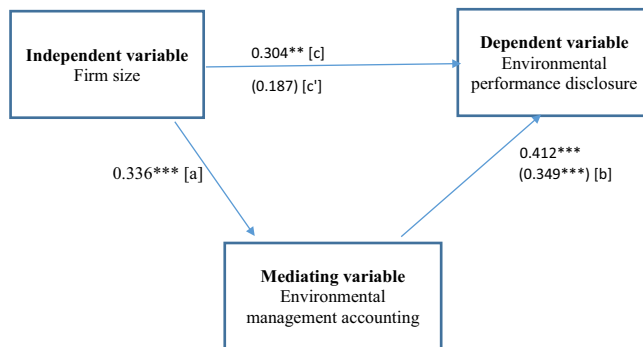 Independent variable
Firm size
0.304** [c]
(0.187) [c']
Dependent variable
Environmental
performance disclosure
0.336*** [a]
0.412***
(0.349***) [b]
Mediating variable
Environmental
management accounting